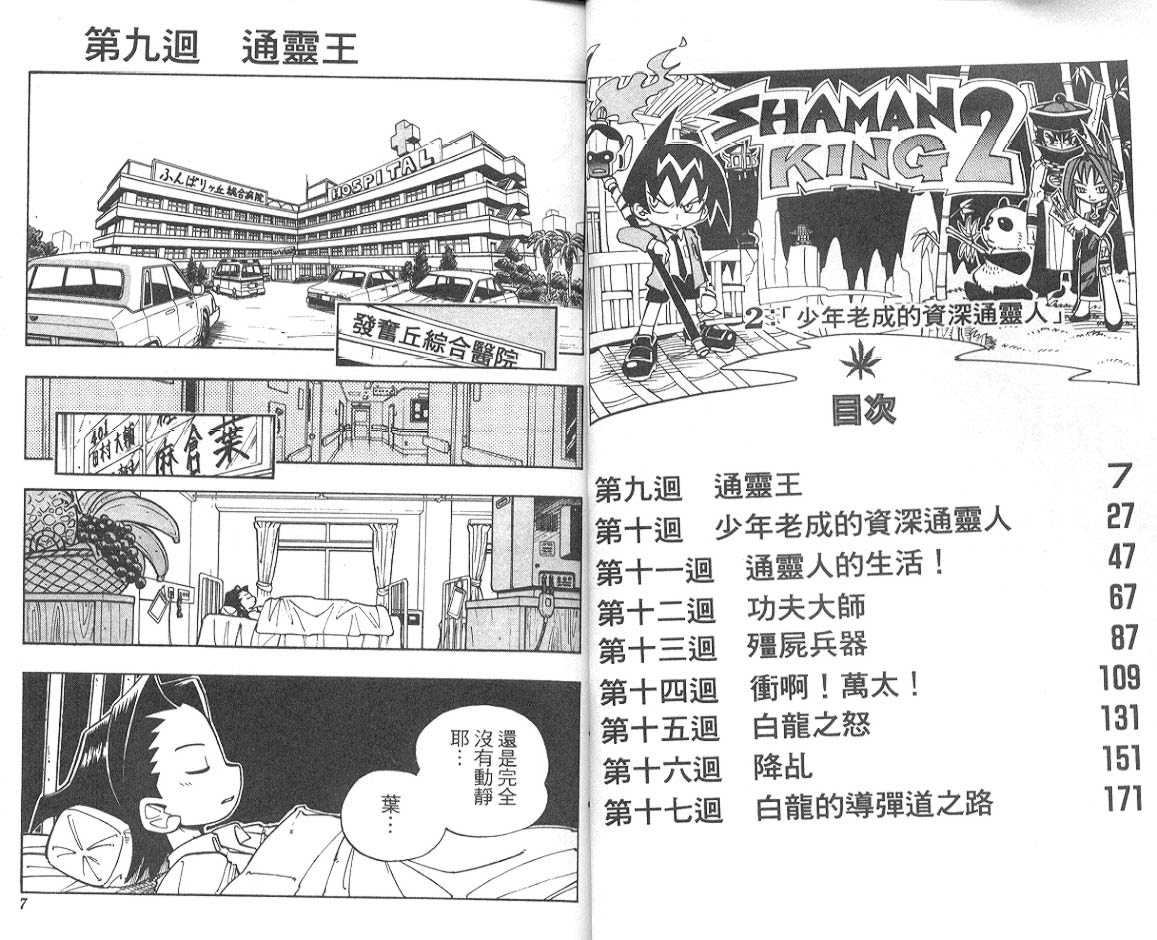 SHAMAN
KING 2
2:「少年老成的資深通靈人」
目次
第九迴 通靈王 7
第十迴 少年老成的資深通靈人 27
第十一迴 通靈人的生活! 47
第十二迴 功夫大師 67
第十三迴 殭屍兵器 87
第十四迴 衝啊!萬太! 109
第十五迴 白龍之怒 131
第十六迴 降乩 151
第十七迴 白龍的導彈道之路 171
第九迴 通靈王
ふんばりヶ丘総合病院
HOSPITAL
發奮丘綜合醫院
401
田村大輔
麻倉葉
還是完全
沒有動靜
耶…
葉…
7